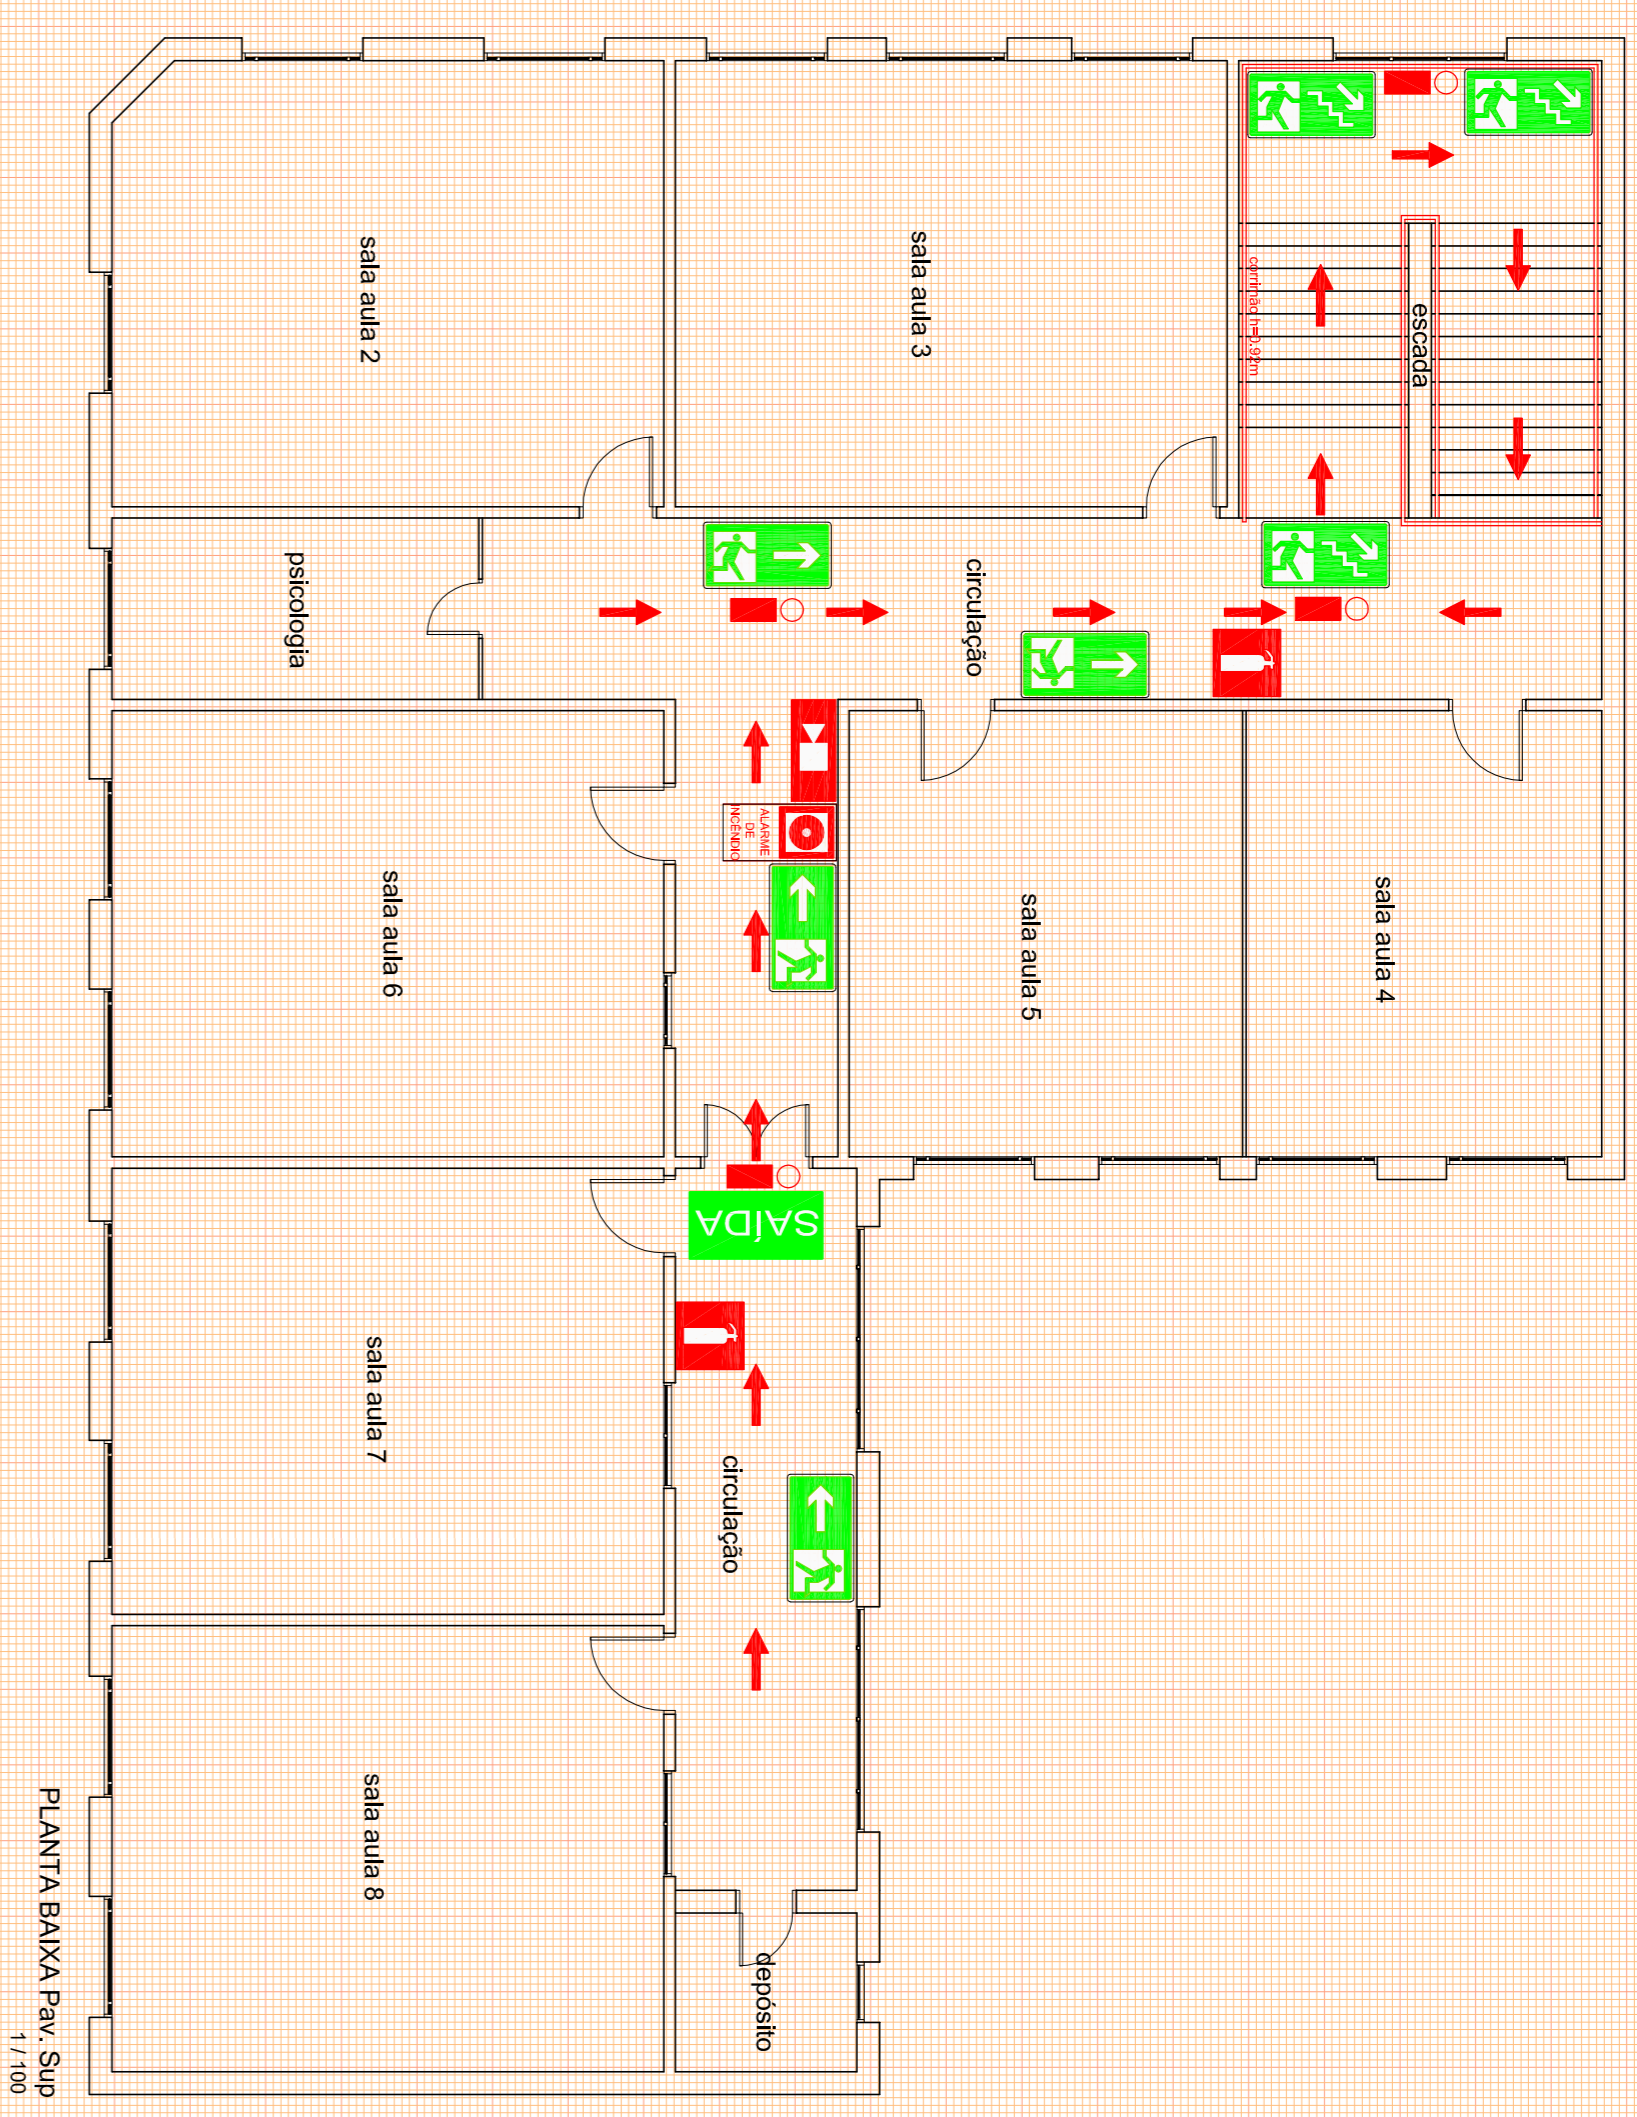 escada
corrimão h=0.92m
sala aula 3
sala aula 2
circulação
psicologia
ALARME
DE
INCÊNDIO
sala aula 4
sala aula 5
sala aula 6
SAÍDA
circulação
sala aula 7
sala aula 8
depósito
PLANTA BAIXA Pav. Sup
1 / 100